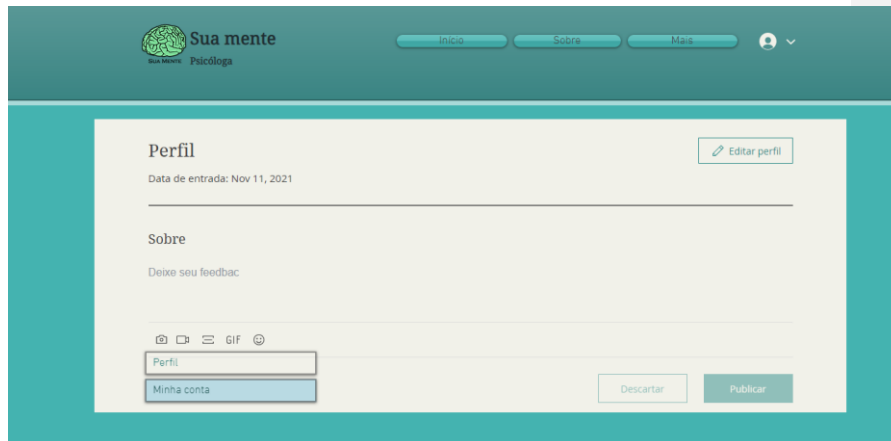 Sua mente
SUA MENTE Psicóloga
Início Sobre Mais
Perfil
Editar perfil
Data de entrada: Nov 11, 2021
Sobre
Deixe seu feedbac
GIF
Perfil
Minha conta
Descartar Publicar